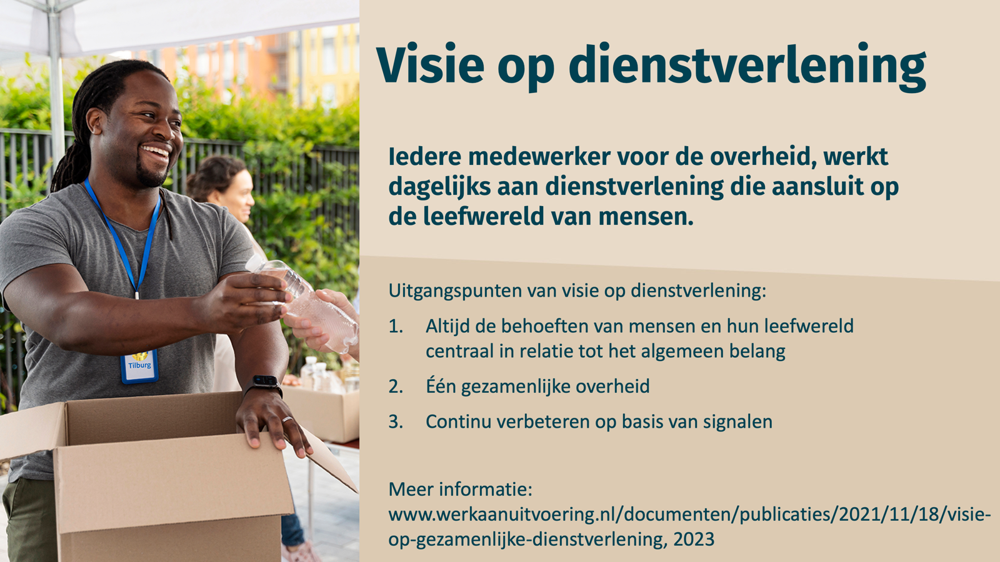 Visie op dienstverlening
Iedere medewerker voor de overheid, werkt
dagelijks aan dienstverlening die aansluit op
de leefwereld van mensen.
Uitgangspunten van visie op dienstverlening:
1. Altijd de behoeften van mensen en hun leefwereld
centraal in relatie tot het algemeen belang
2. Één gezamenlijke overheid
3. Continu verbeteren op basis van signalen
Meer informatie:
www.werkaanuitvoering.nl/documenten/publicaties/2021/11/18/visie-
op-gezamenlijke-dienstverlening, 2023
Tilburg